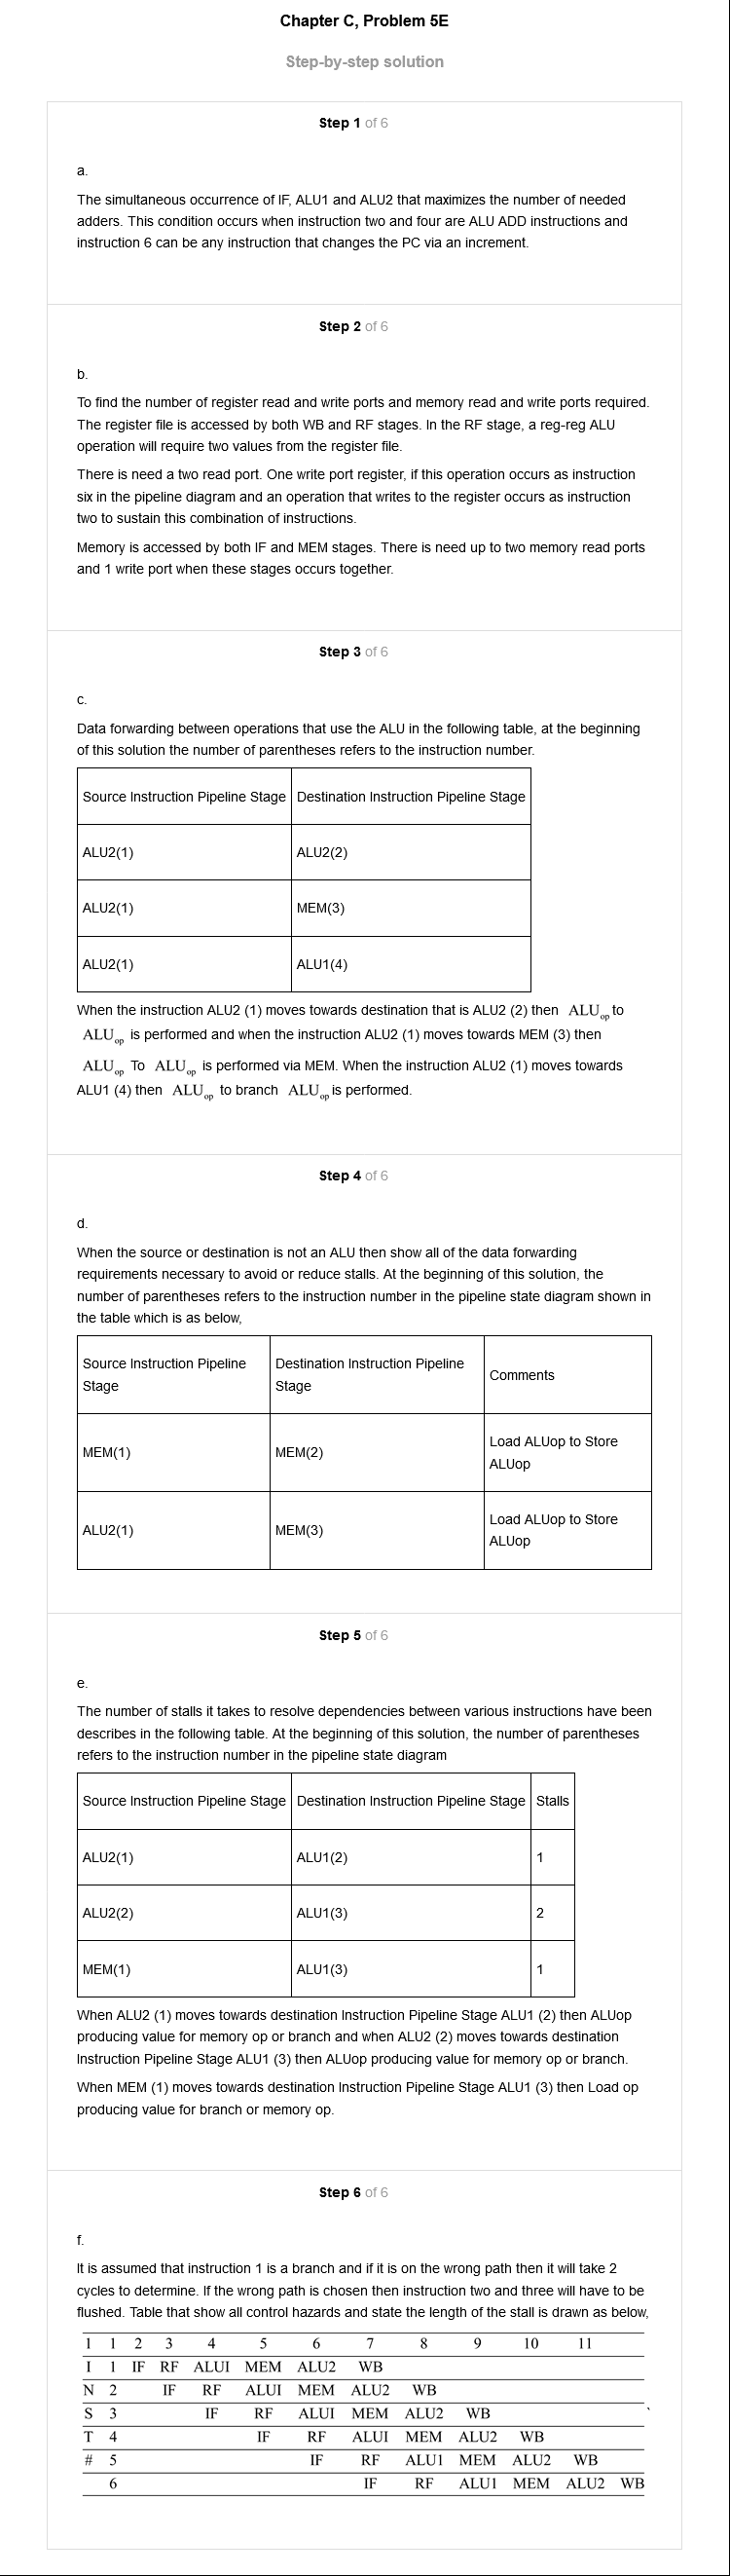 Chapter C, Problem 5E
Step-by-step solution
Step 1 of 6
a.
The simultaneous occurrence of IF, ALU1 and ALU2 that maximizes the number of needed
adders. This condition occurs when instruction two and four are ALU ADD instructions and
instruction 6 can be any instruction that changes the PC via an increment.
Step 2 of 6
b.
To find the number of register read and write ports and memory read and write ports required.
The register file is accessed by both WB and RF stages. In the RF stage, a reg-reg ALU
operation will require two values from the register file.
There is need a two read port. One write port register, if this operation occurs as instruction
six in the pipeline diagram and an operation that writes to the register occurs as instruction
two to sustain this combination of instructions.
Memory is accessed by both IF and MEM stages. There is need up to two memory read ports
and 1 write port when these stages occurs together.
Step 3 of 6
c.
Data forwarding between operations that use the ALU in the following table, at the beginning
of this solution the number of parentheses refers to the instruction number.
Source Instruction Pipeline Stage Destination Instruction Pipeline Stage
ALU2(1) ALU2(2)
ALU2(1) MEM(3)
ALU2(1) ALU1(4)
When the instruction ALU2 (1) moves towards destination that is ALU2 (2) then ALUop to
ALUop is performed and when the instruction ALU2 (1) moves towards MEM (3) then
ALUop To ALUop is performed via MEM. When the instruction ALU2 (1) moves towards
ALU1 (4) then ALUop to branch ALUop is performed.
Step 4 of 6
d.
When the source or destination is not an ALU then show all of the data forwarding
requirements necessary to avoid or reduce stalls. At the beginning of this solution, the
number of parentheses refers to the instruction number in the pipeline state diagram shown in
the table which is as below,
Source Instruction Pipeline Stage Destination Instruction Pipeline Stage Comments
MEM(1) MEM(2) Load ALUop to Store ALUop
ALU2(1) MEM(3) Load ALUop to Store ALUop
Step 5 of 6
e.
The number of stalls it takes to resolve dependencies between various instructions have been
describes in the following table. At the beginning of this solution, the number of parentheses
refers to the instruction number in the pipeline state diagram
Source Instruction Pipeline Stage Destination Instruction Pipeline Stage Stalls
ALU2(1) ALU1(2) 1
ALU2(2) ALU1(3) 2
MEM(1) ALU1(3) 1
When ALU2 (1) moves towards destination Instruction Pipeline Stage ALU1 (2) then ALUop
producing value for memory op or branch and when ALU2 (2) moves towards destination
Instruction Pipeline Stage ALU1 (3) then ALUop producing value for memory op or branch.
When MEM (1) moves towards destination Instruction Pipeline Stage ALU1 (3) then Load op
producing value for branch or memory op.
Step 6 of 6
f.
It is assumed that instruction 1 is a branch and if it is on the wrong path then it will take 2
cycles to determine. If the wrong path is chosen then instruction two and three will have to be
flushed. Table that show all control hazards and state the length of the stall is drawn as below,
1 1 2 3 4 5 6 7 8 9 10 11
I 1 IF RF ALUI MEM ALU2 WB
N 2 IF RF ALUI MEM ALU2 WB
S 3 IF RF ALUI MEM ALU2 WB
T 4 IF RF ALUI MEM ALU2 WB
# 5 IF RF ALU1 MEM ALU2 WB
6 IF RF ALU1 MEM ALU2 WB